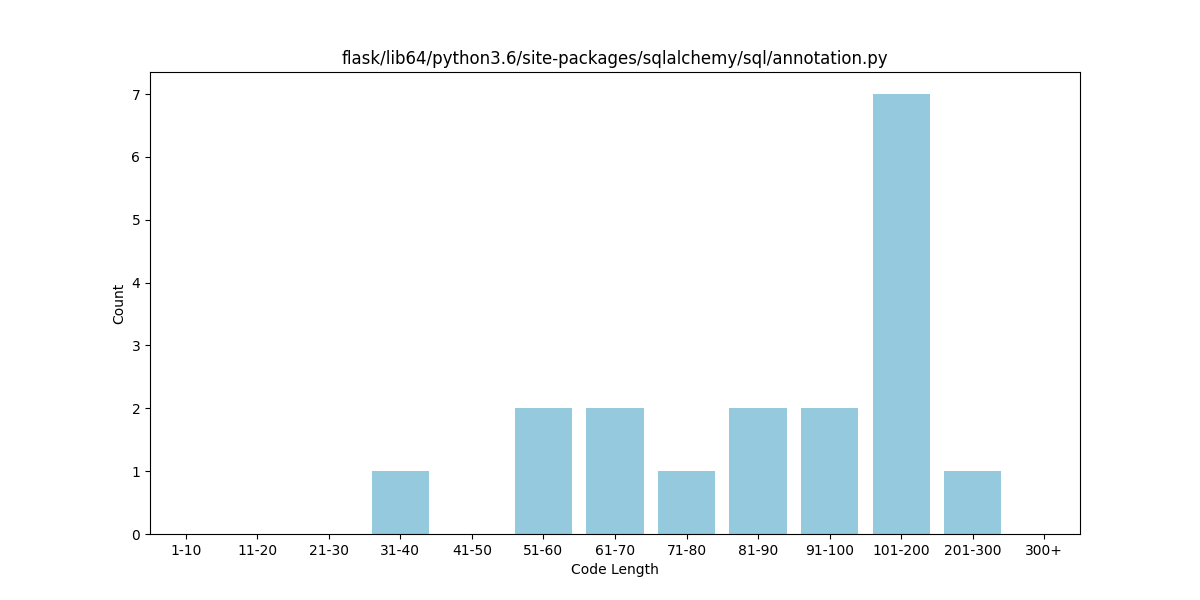 flask/lib64/python3.6/site-packages/sqlalchemy/sql/annotation.py
7
6
5
4
3
2
1
0
Count
1-10 11-20 21-30 31-40 41-50 51-60 61-70 71-80 81-90 91-100 101-200 201-300 300+
Code Length